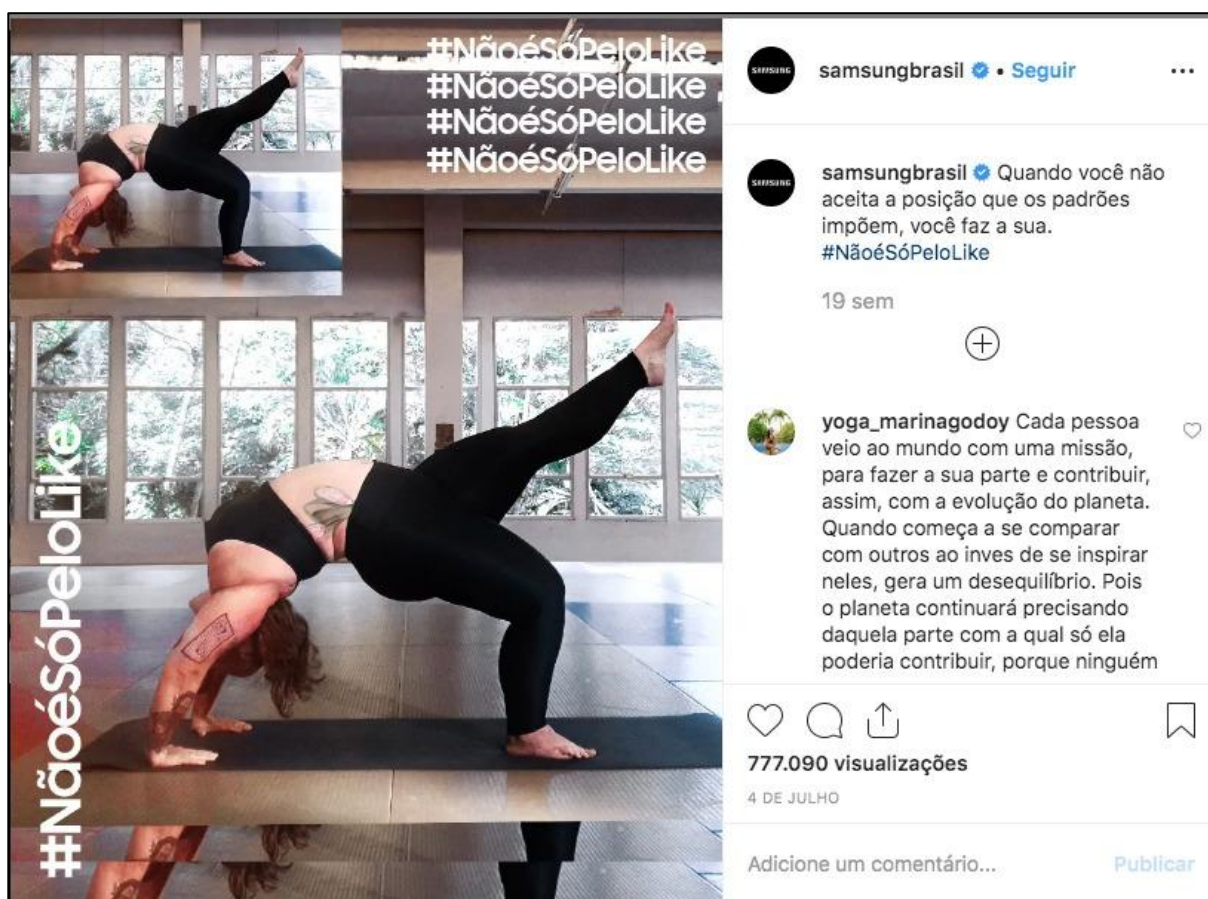 #NãoéSóPeloLike
#NãoéSóPeloLike
#NãoéSóPeloLike
#NãoéSóPeloLike
#NãoéSóPeloLike
SAMSUNG
samsungbrasil • Seguir
SAMSUNG
samsungbrasil Quando você não
aceita a posição que os padrões
impõem, você faz a sua.
#NãoéSóPeloLike
19 sem
yoga_marinagodoy Cada pessoa
veio ao mundo com uma missão,
para fazer a sua parte e contribuir,
assim, com a evolução do planeta.
Quando começa a se comparar
com outros ao inves de se inspirar
neles, gera um desequilíbrio. Pois
o planeta continuará precisando
daquela parte com a qual só ela
poderia contribuir, porque ninguém
777.090 visualizações
4 DE JULHO
Adicione um comentário... Publicar